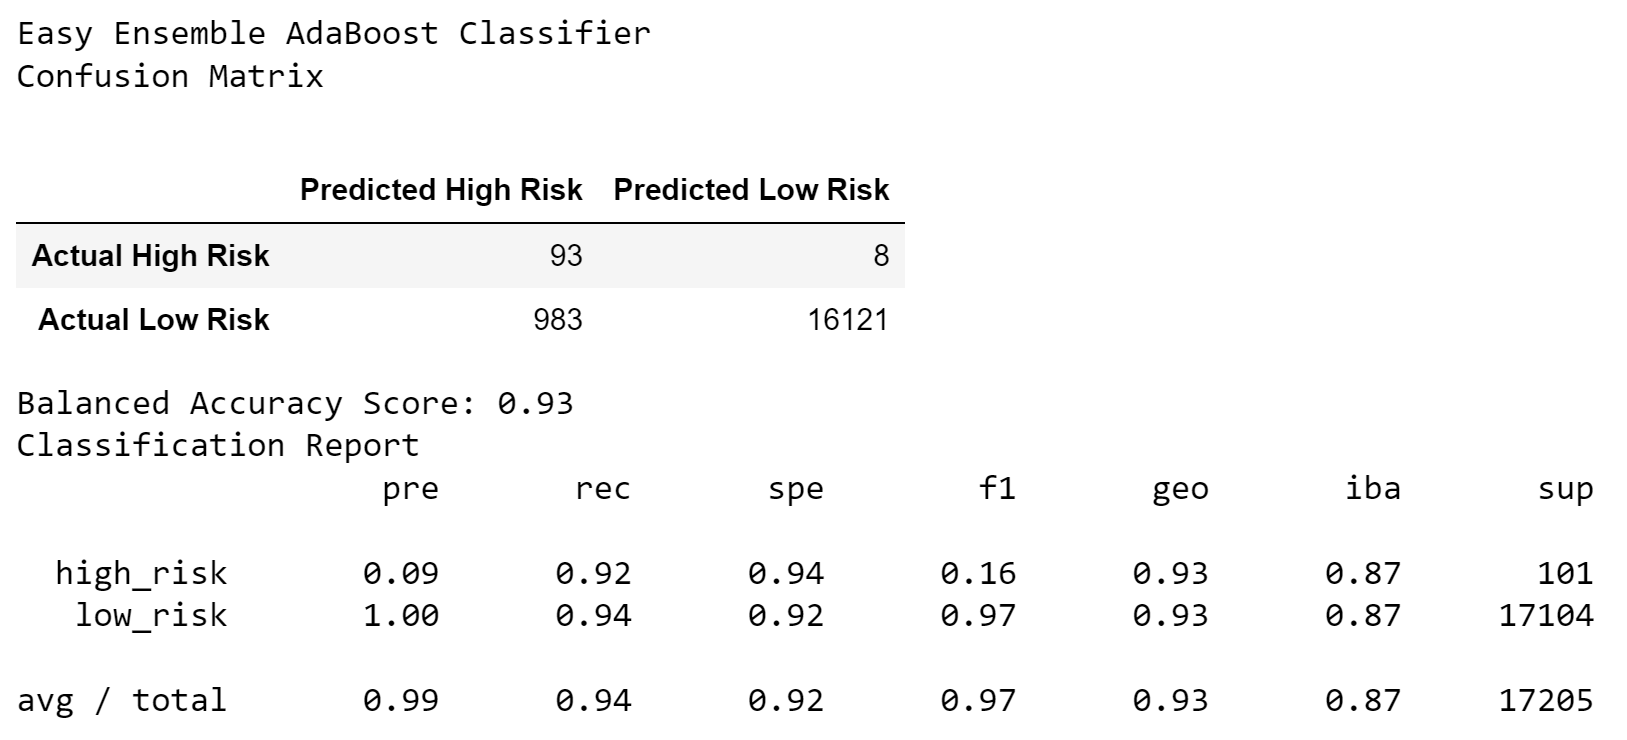 Easy Ensemble AdaBoost Classifier
Confusion Matrix
Predicted High Risk Predicted Low Risk
Actual High Risk 93 8
Actual Low Risk 983 16121
Balanced Accuracy Score: 0.93
Classification Report
pre rec spe f1 geo iba sup
high_risk 0.09 0.92 0.94 0.16 0.93 0.87 101
low_risk 1.00 0.94 0.92 0.97 0.93 0.87 17104
avg / total 0.99 0.94 0.92 0.97 0.93 0.87 17205